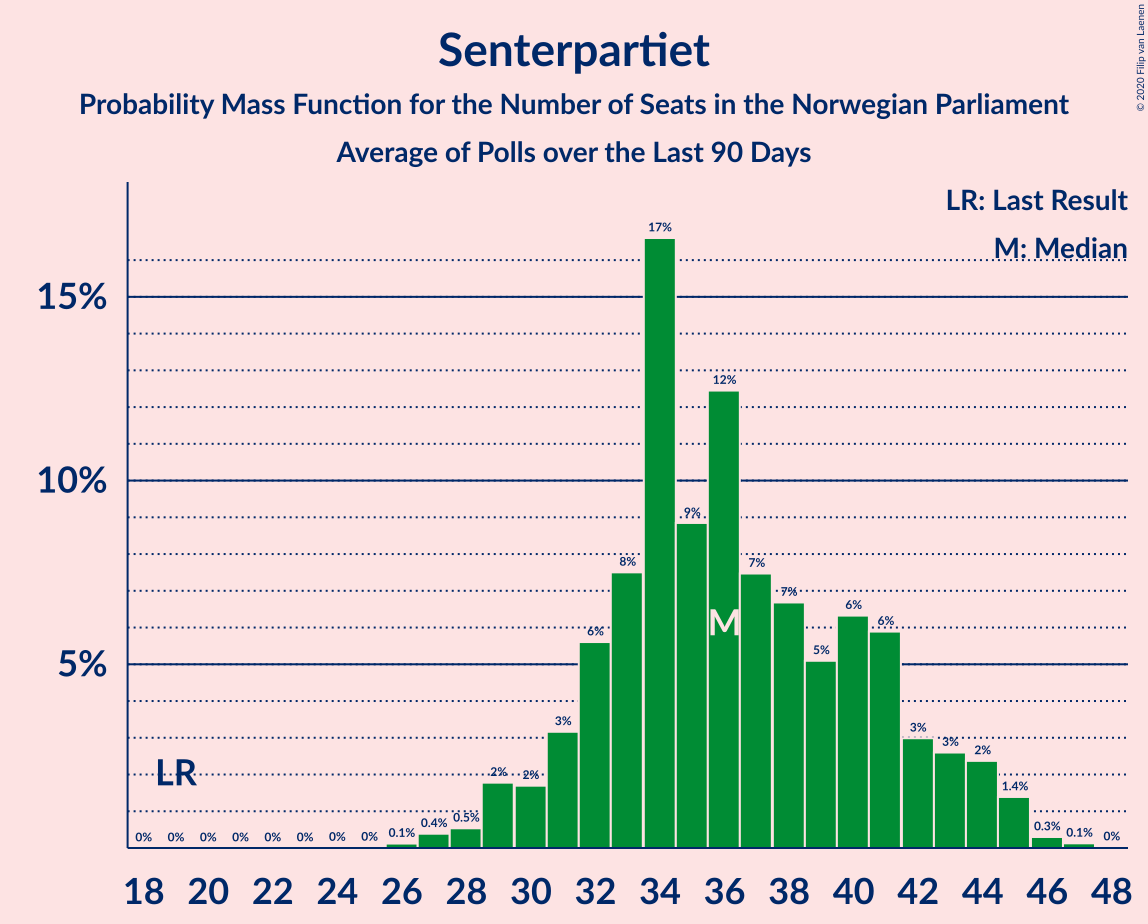 Senterpartiet
Probability Mass Function for the Number of Seats in the Norwegian Parliament
Average of Polls over the Last 90 Days
© 2020 Filip van Laenen
LR: Last Result
M: Median
15%
10%
5%
LR
M
0% 0% 0% 0% 0% 0% 0% 0% 0.1% 0.4% 0.5% 2% 2% 3% 6% 8% 17% 9% 12% 7% 7% 5% 6% 6% 3% 3% 2% 1.4% 0.3% 0.1% 0%
18 20 22 24 26 28 30 32 34 36 38 40 42 44 46 48